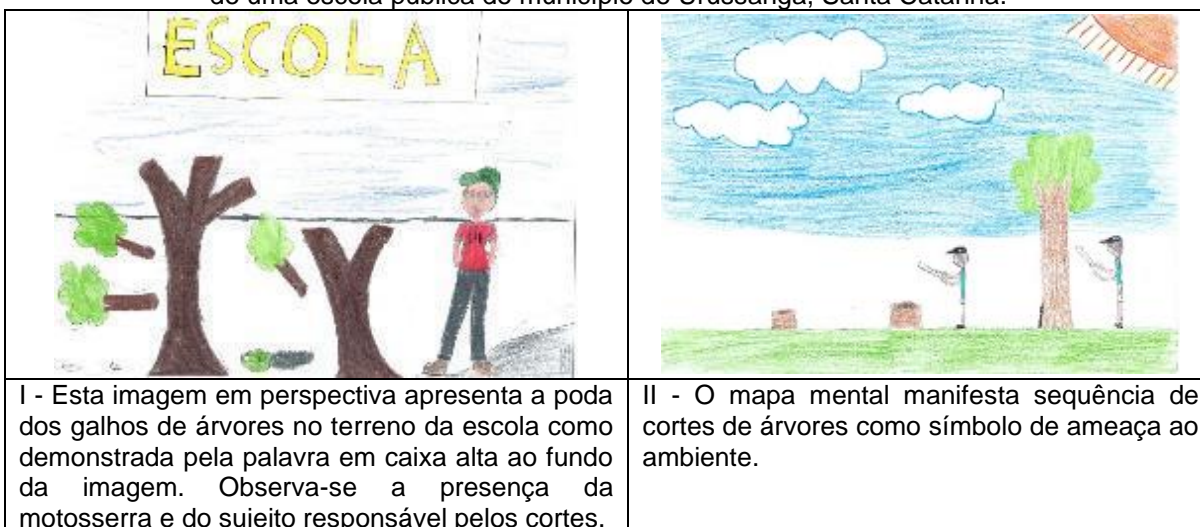 de uma escola pública do município de Urussanga, Santa Catarina.
ESCOLA
I - Esta imagem em perspectiva apresenta a poda
dos galhos de árvores no terreno da escola como
demonstrada pela palavra em caixa alta ao fundo
da imagem. Observa-se a presença da
motosserra e do sujeito responsável pelos cortes.
II - O mapa mental manifesta sequência de
cortes de árvores como símbolo de ameaça ao
ambiente.